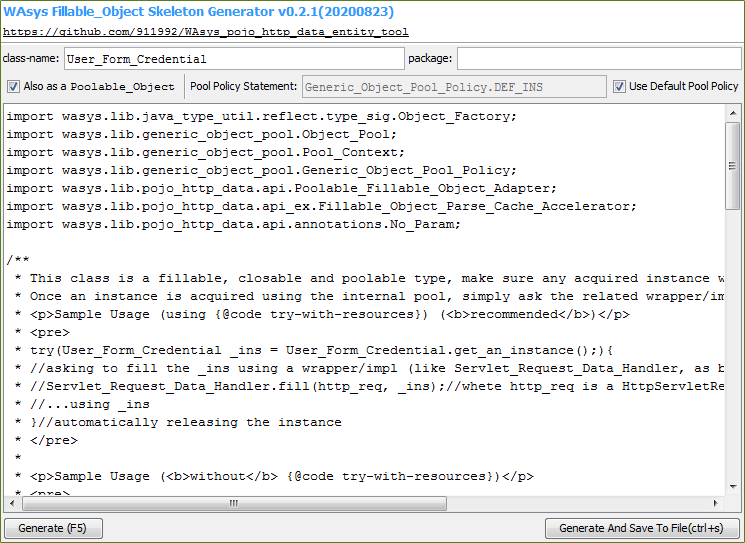 WAsys Fillable_Object Skeleton Generator v0.2.1(20200823)
https://github.com/911992/WAsys_pojo_http_data_entity_tool
class-name: User_Form_Credential package:
Also as a Poolable_Object Pool Policy Statement: Generic_Object_Pool_Policy.DEF_INS Use Default Pool Policy
import wasys.lib.java_type_util.reflect.type_sig.Object_Factory;
import wasys.lib.generic_object_pool.Object_Pool;
import wasys.lib.generic_object_pool.Pool_Context;
import wasys.lib.generic_object_pool.Generic_Object_Pool_Policy;
import wasys.lib.pojo_http_data.api.Poolable_Fillable_Object_Adapter;
import wasys.lib.pojo_http_data.api_ex.Fillable_Object_Parse_Cache_Accelerator;
import wasys.lib.pojo_http_data.api.annotations.No_Param;
/**
* This class is a fillable, closable and poolable type, make sure any acquired instance w
* Once an instance is acquired using the internal pool, simply ask the related wrapper/im
* <p>Sample Usage (using {@code try-with-resources}) (<b>recommended</b>)</p>
* <pre>
* try(User_Form_Credential _ins = User_Form_Credential.get_an_instance();){
* //asking to fill the _ins using a wrapper/impl (like Servlet_Request_Data_Handler, as b
* //Servlet_Request_Data_Handler.fill(http_req, _ins);//whete http_req is a HttpServletRe
* //...using _ins
* }//automatically releasing the instance
* </pre>
*
* <p>Sample Usage (<b>without</b> {@code try-with-resources})</p>
* <pre>
Generate (F5) Generate And Save To File(ctrl+s)